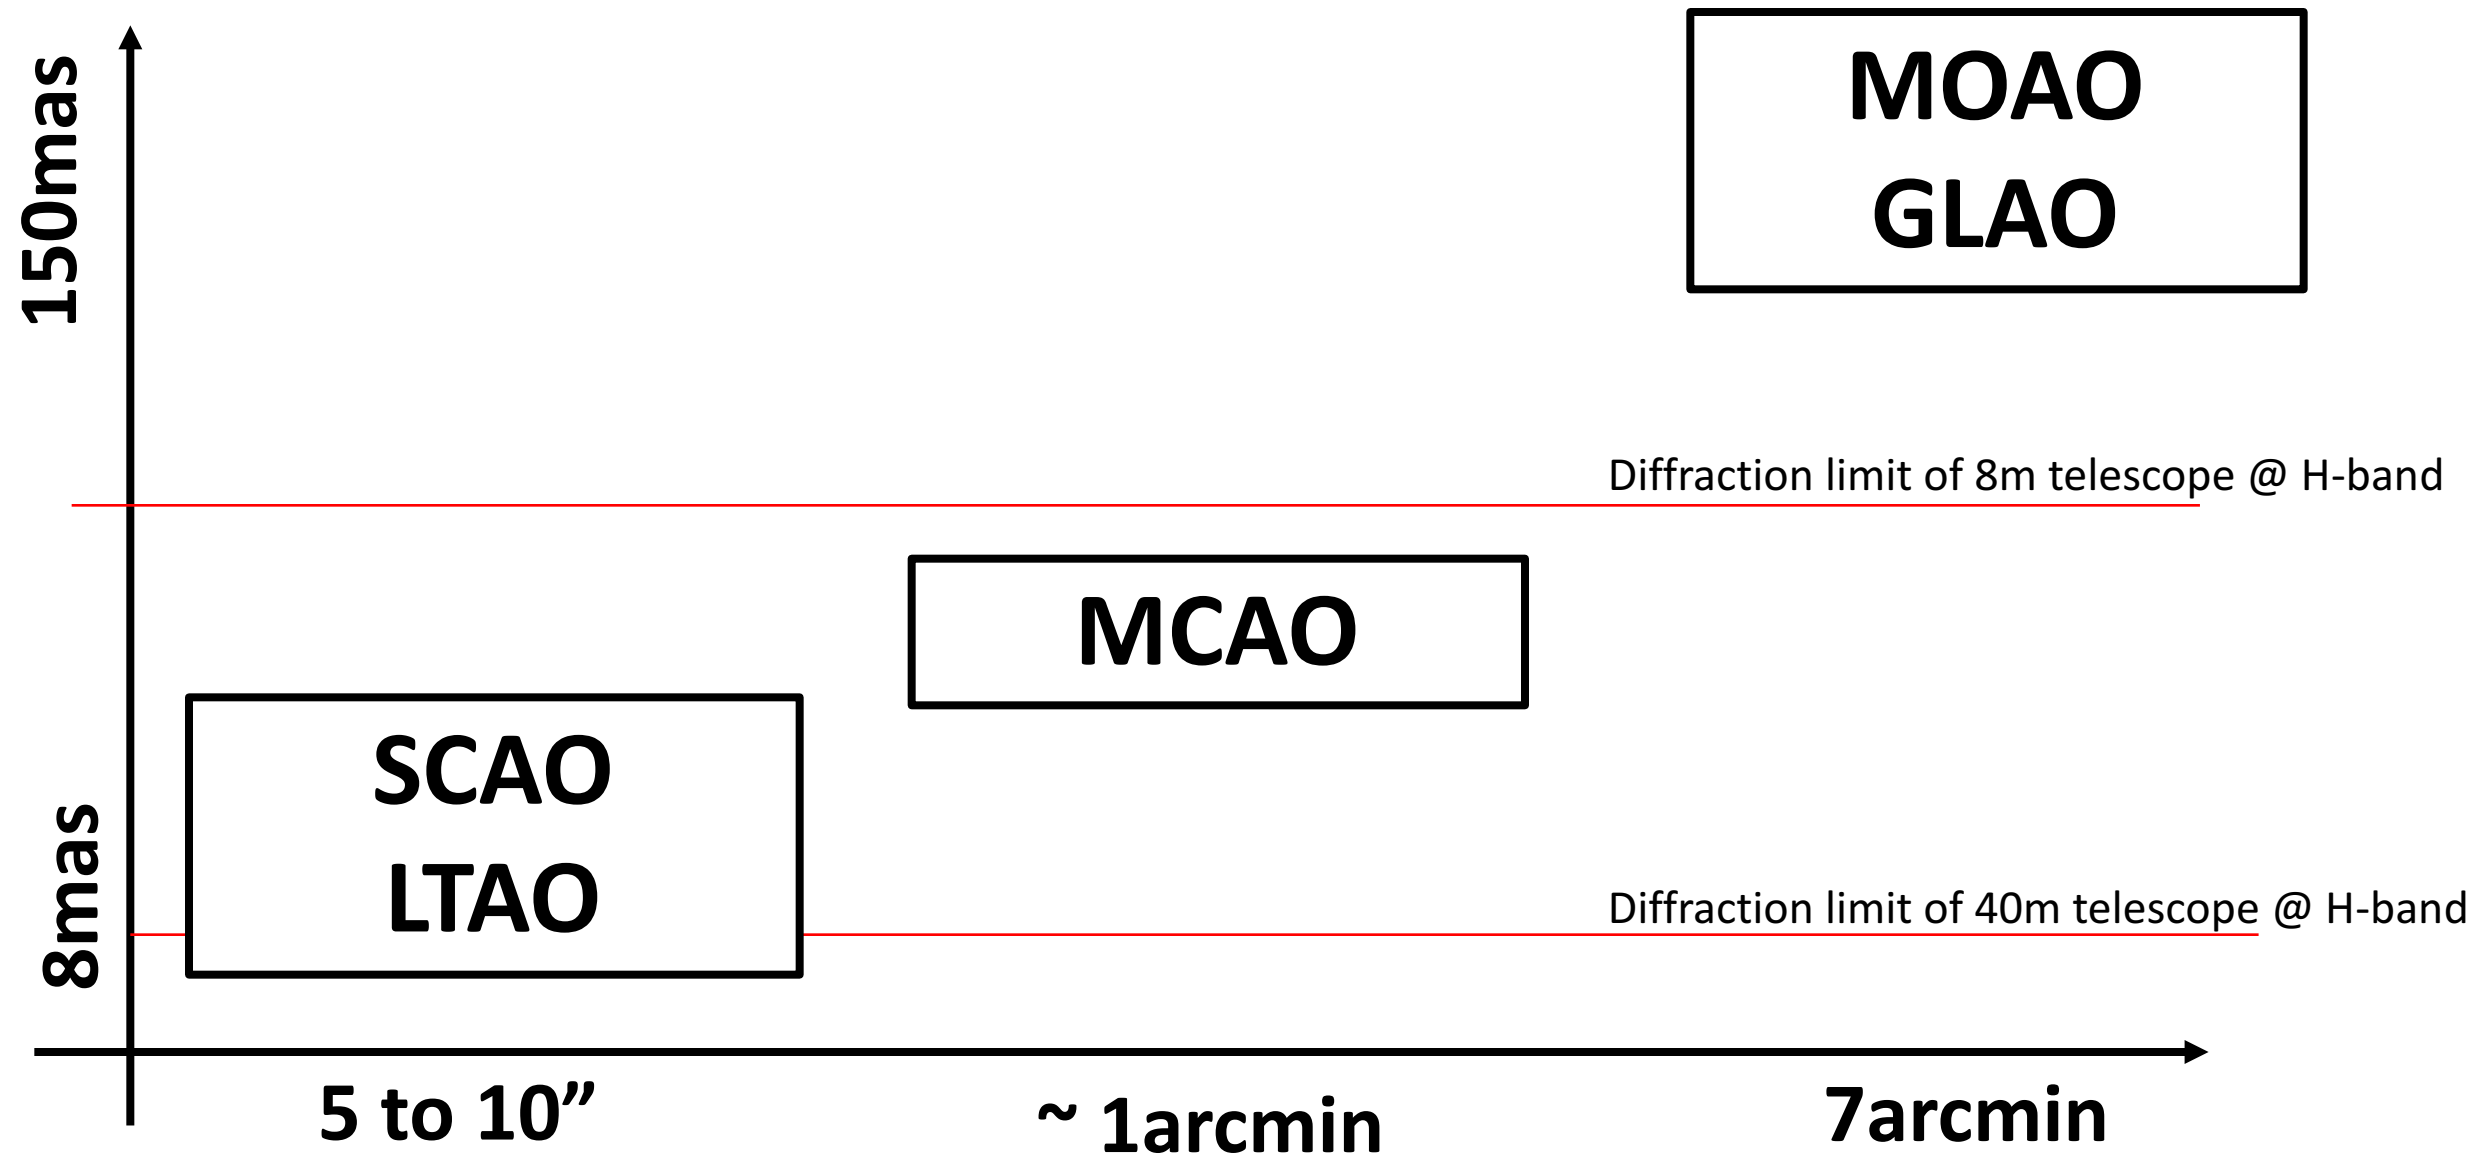 150mas
MOAO
GLAO
Diffraction limit of 8m telescope @ H-band
MCAO
SCAO
LTAO
8mas
Diffraction limit of 40m telescope @ H-band
5 to 10”
~ 1arcmin
7arcmin